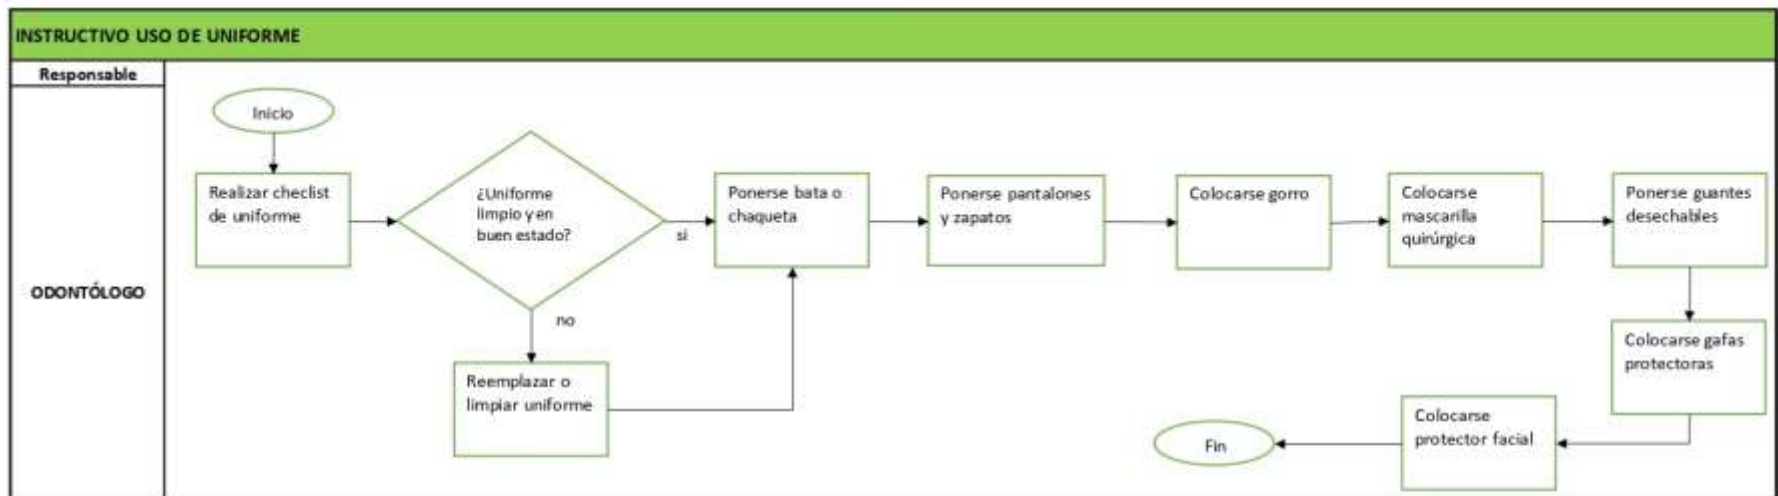 INSTRUCTIVO USO DE UNIFORME
Responsable
ODONTÓLOGO
Inicio
Realizar checlist
de uniforme
¿Uniforme
limpio y en
buen estado?
si
no
Reemplazar o
limpiar uniforme
Ponerse bata o
chaqueta
Ponerse pantalones
y zapatos
Colocarse gorro
Colocarse
mascarilla
quirúrgica
Ponerse guantes
desechables
Colocarse gafas
protectoras
Colocarse
protector facial
Fin